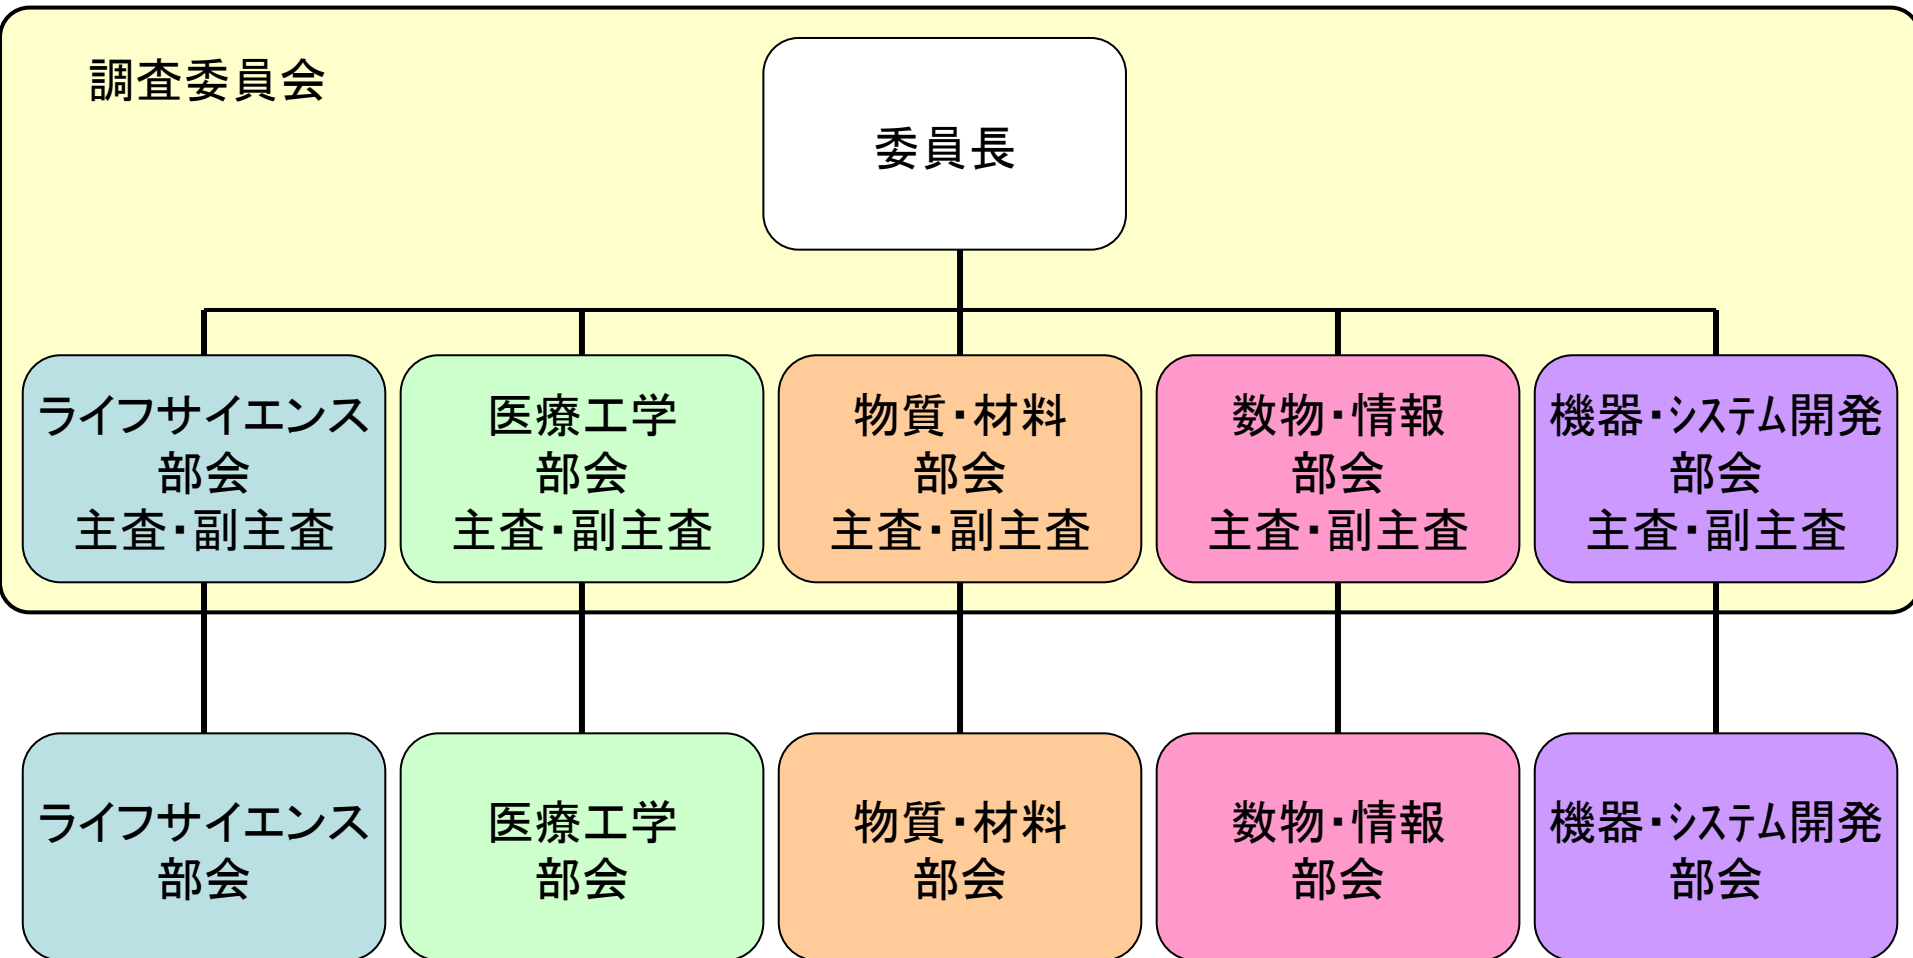 調査委員会
委員長
ライフサイエンス
部会
主査・副主査
医療工学
部会
主査・副主査
物質・材料
部会
主査・副主査
数物・情報
部会
主査・副主査
機器・システム開発
部会
主査・副主査
ライフサイエンス
部会
医療工学
部会
物質・材料
部会
数物・情報
部会
機器・システム開発
部会